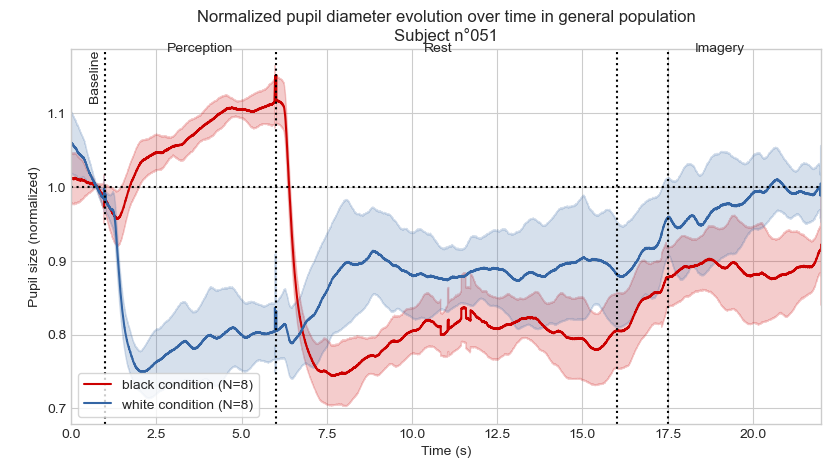 Normalized pupil diameter evolution over time in general population
Subject n°051
Baseline
Perception
Rest
Imagery
Pupil size (normalized)
1.1
1.0
0.9
0.8
0.7
black condition (N=8)
white condition (N=8)
0.0 2.5 5.0 7.5 10.0 12.5 15.0 17.5 20.0
Time (s)